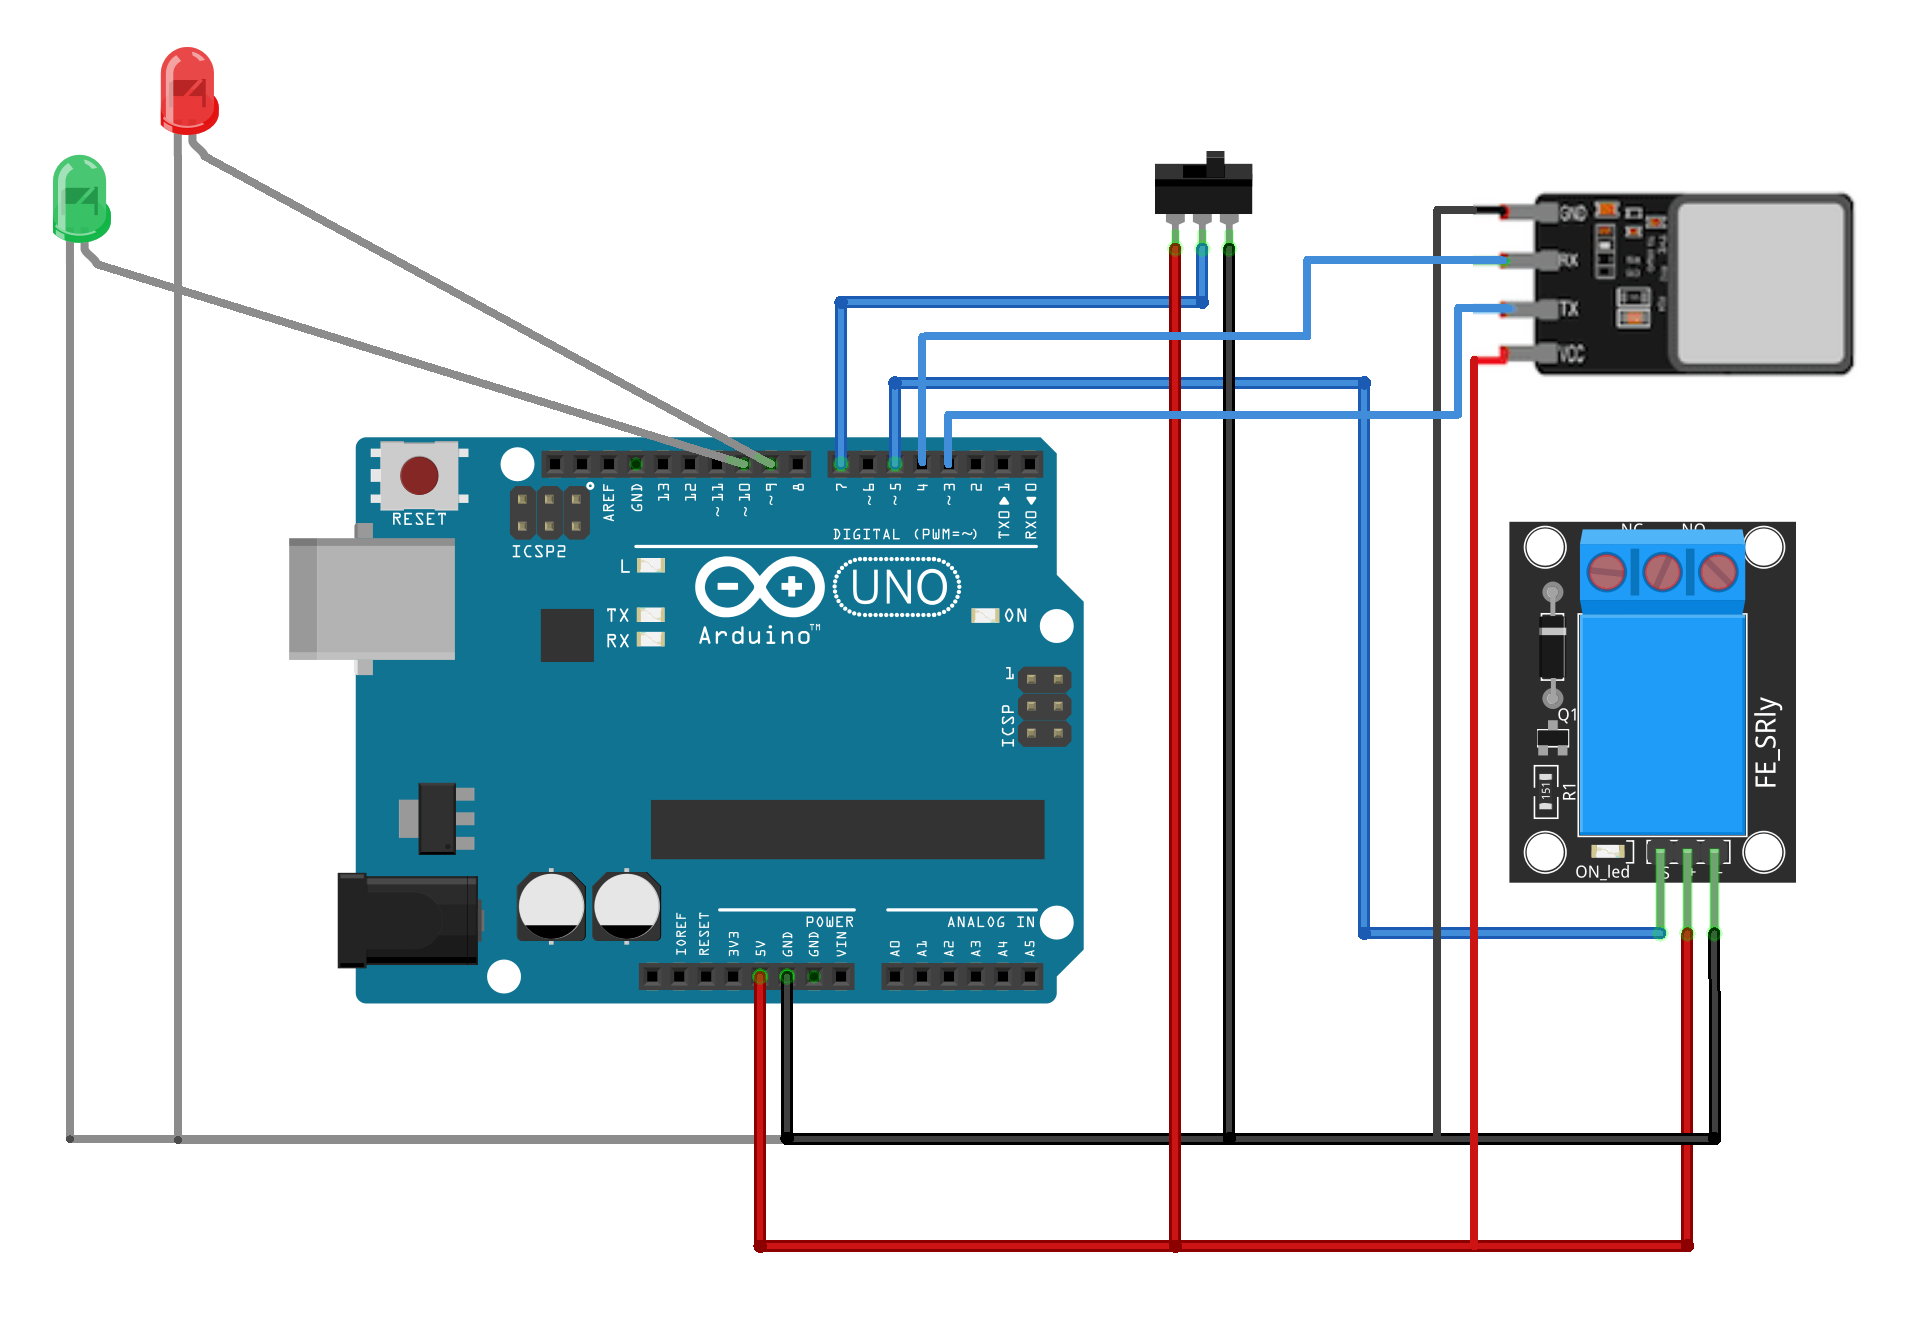 GND
RX
TX
VCC
RESET
ICSP2
AREF
GND
13
12
~11
~10
~9
8
7
~6
~5
4
~3
2
TX0▶1
RX0◀0
DIGITAL (PWM=~)
L
TX
RX
Arduino™
UNO
ON
1
ICSP
NC
NO
Q1
151
R1
FE_SRly
ON_led
S
+
-
IOREF
RESET
3V3
5V
GND
GND
VIN
POWER
ANALOG IN
A0
A1
A2
A3
A4
A5